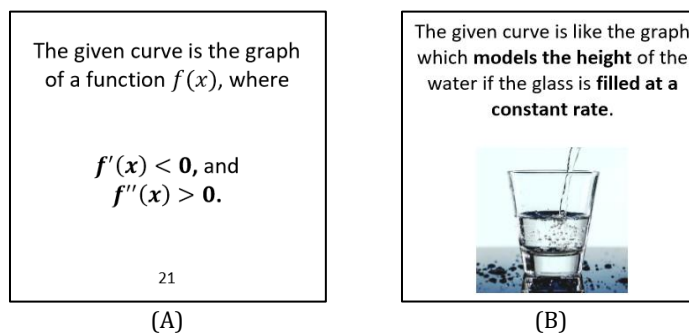 The given curve is the graph
of a function f(x), where
f′(x) < 0, and
f″(x) > 0.
21
(A)
The given curve is like the graph
which models the height of the
water if the glass is filled at a
constant rate.
(B)